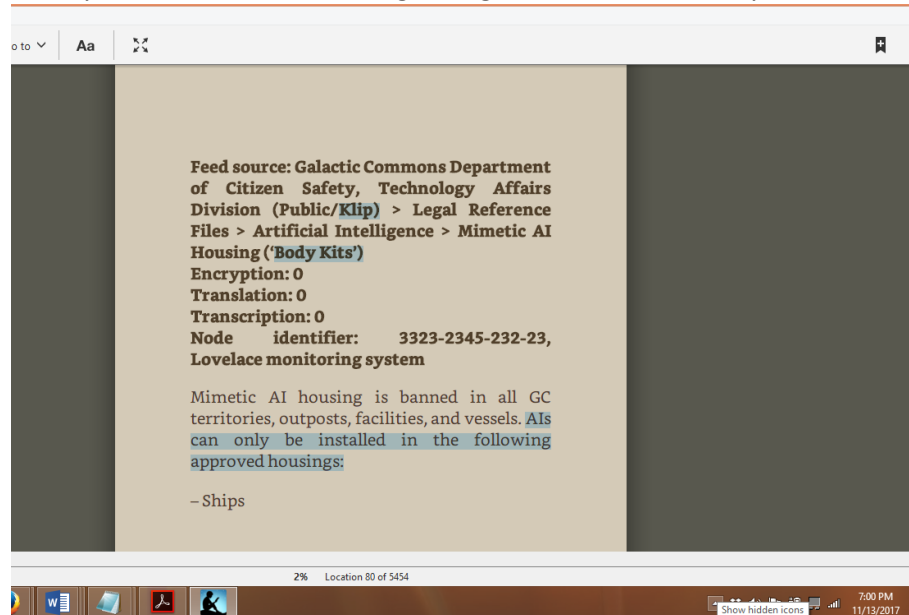 o to Aa
Feed source: Galactic Commons Department
of Citizen Safety, Technology Affairs
Division (Public/Klip) > Legal Reference
Files > Artificial Intelligence > Mimetic AI
Housing (‘Body Kits’)
Encryption: 0
Translation: 0
Transcription: 0
Node identifier: 3323-2345-232-23,
Lovelace monitoring system
Mimetic AI housing is banned in all GC
territories, outposts, facilities, and vessels. AIs
can only be installed in the following
approved housings:
– Ships
2% Location 80 of 5454
7:00 PM
Show hidden icons 11/13/2017